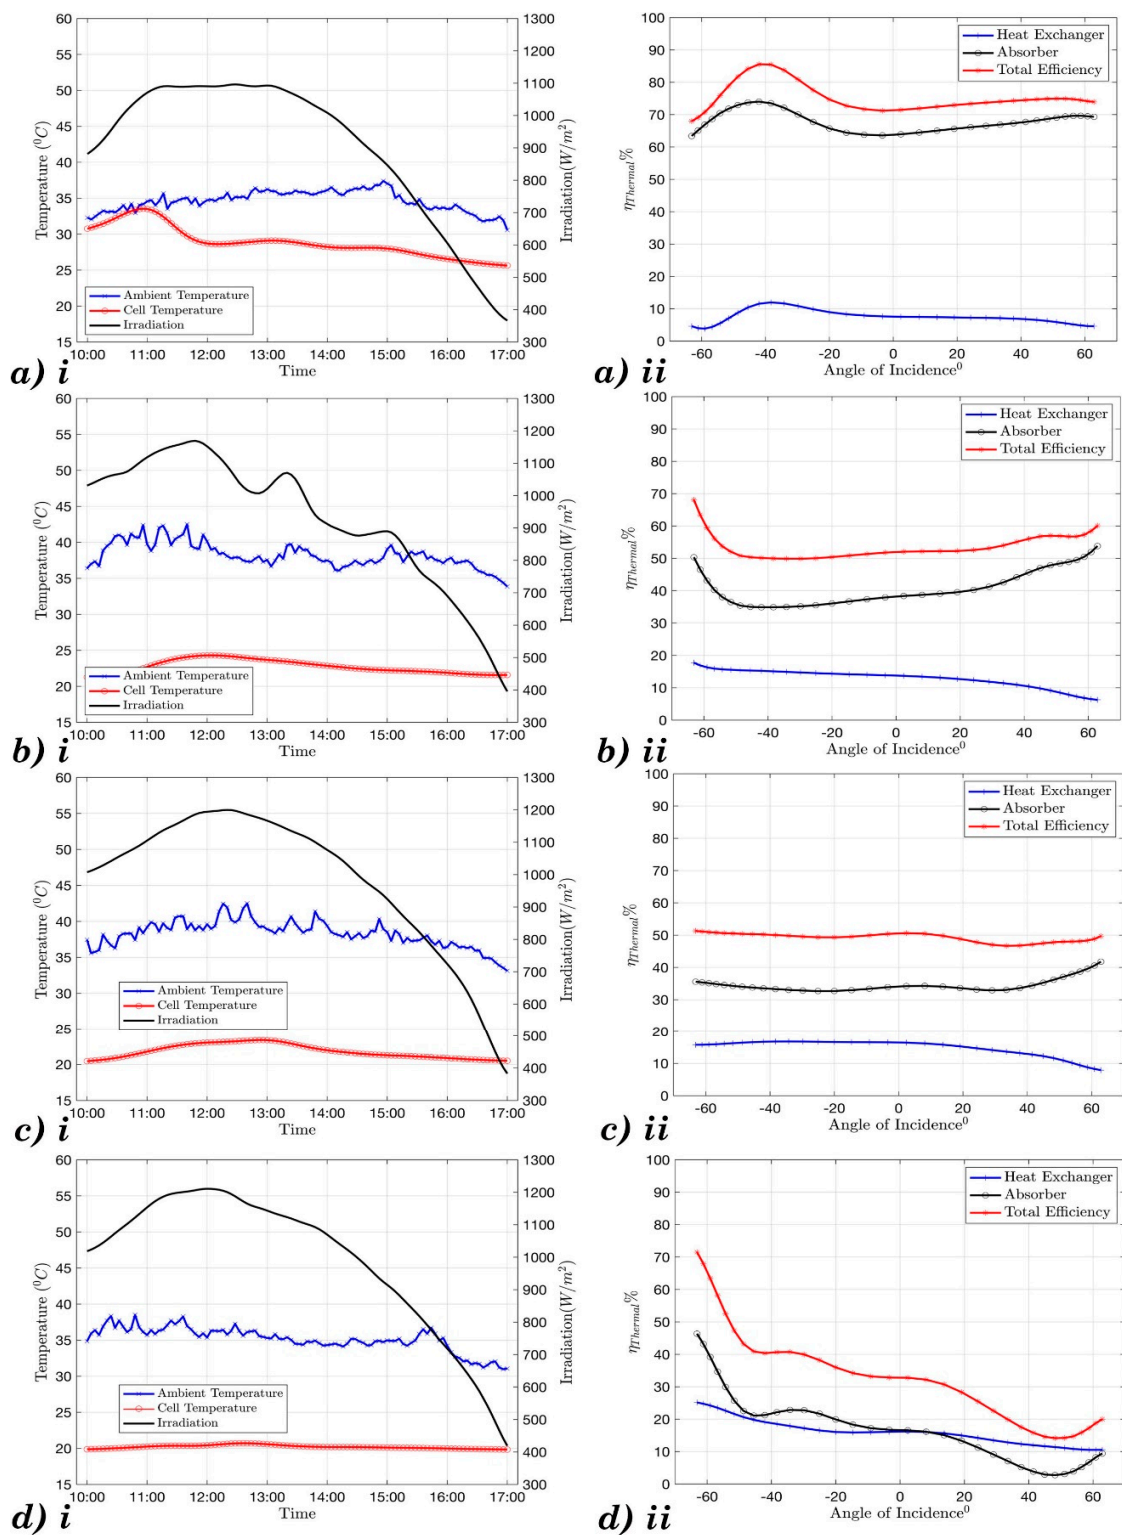 60
55
50
45
40
35
30
25
20
15
1300
1200
1100
1000
900
800
700
600
500
400
300
Temperature (⁰C)
Irradiation(W/m²)
Ambient Temperature
Cell Temperature
Irradiation
10:00 11:00 12:00 13:00 14:00 15:00 16:00 17:00
Time
a) i
100
90
80
70
60
50
40
30
20
10
0
η_Thermal%
Heat Exchanger
Absorber
Total Efficiency
-60 -40 -20 0 20 40 60
Angle of Incidence⁰
a) ii
60
55
50
45
40
35
30
25
20
15
1300
1200
1100
1000
900
800
700
600
500
400
300
Temperature (⁰C)
Irradiation(W/m²)
Ambient Temperature
Cell Temperature
Irradiation
10:00 11:00 12:00 13:00 14:00 15:00 16:00 17:00
Time
b) i
100
90
80
70
60
50
40
30
20
10
0
η_Thermal%
Heat Exchanger
Absorber
Total Efficiency
-60 -40 -20 0 20 40 60
Angle of Incidence⁰
b) ii
60
55
50
45
40
35
30
25
20
15
1300
1200
1100
1000
900
800
700
600
500
400
300
Temperature (⁰C)
Irradiation(W/m²)
Ambient Temperature
Cell Temperature
Irradiation
10:00 11:00 12:00 13:00 14:00 15:00 16:00 17:00
Time
c) i
100
90
80
70
60
50
40
30
20
10
0
η_Thermal%
Heat Exchanger
Absorber
Total Efficiency
-60 -40 -20 0 20 40 60
Angle of Incidence⁰
c) ii
60
55
50
45
40
35
30
25
20
15
1300
1200
1100
1000
900
800
700
600
500
400
300
Temperature (⁰C)
Irradiation(W/m²)
Ambient Temperature
Cell Temperature
Irradiation
10:00 11:00 12:00 13:00 14:00 15:00 16:00 17:00
Time
d) i
100
90
80
70
60
50
40
30
20
10
0
η_Thermal%
Heat Exchanger
Absorber
Total Efficiency
-60 -40 -20 0 20 40 60
Angle of Incidence⁰
d) ii